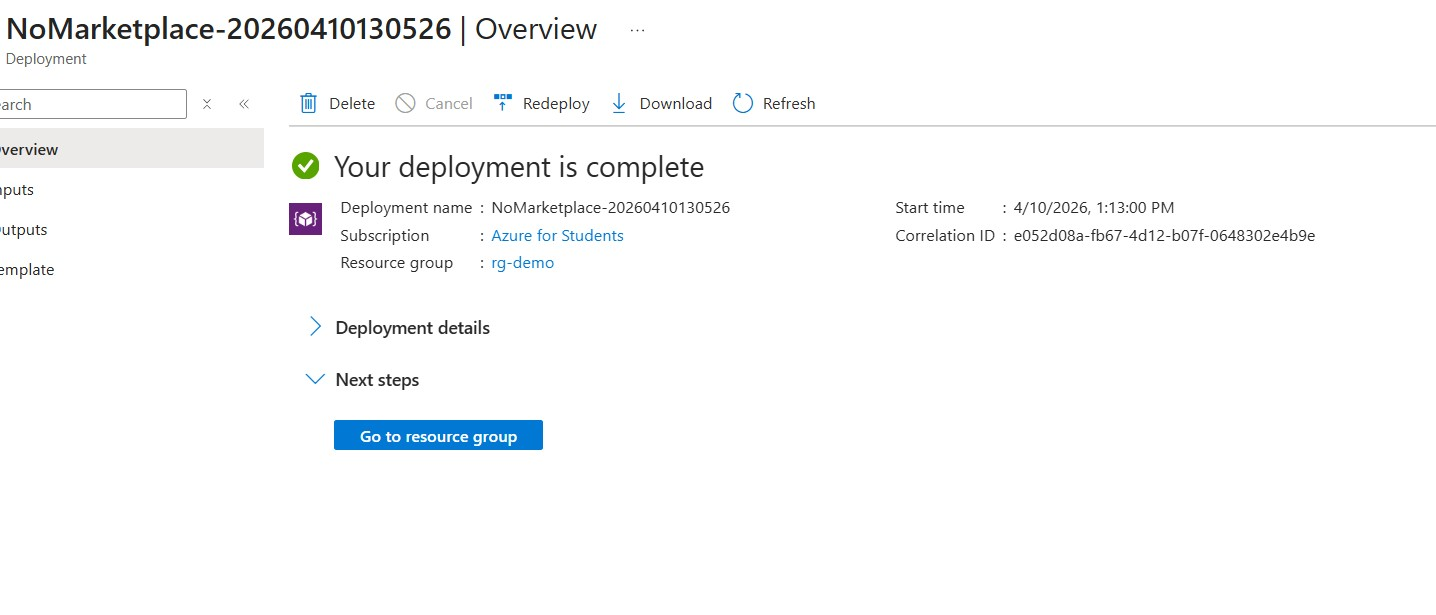 NoMarketplace-20260410130526 | Overview ...
Deployment
earch
Delete Cancel Redeploy Download Refresh
verview
nputs
utputs
emplate
Your deployment is complete
Deployment name : NoMarketplace-20260410130526
Subscription : Azure for Students
Resource group : rg-demo
Start time : 4/10/2026, 1:13:00 PM
Correlation ID : e052d08a-fb67-4d12-b07f-0648302e4b9e
Deployment details
Next steps
Go to resource group